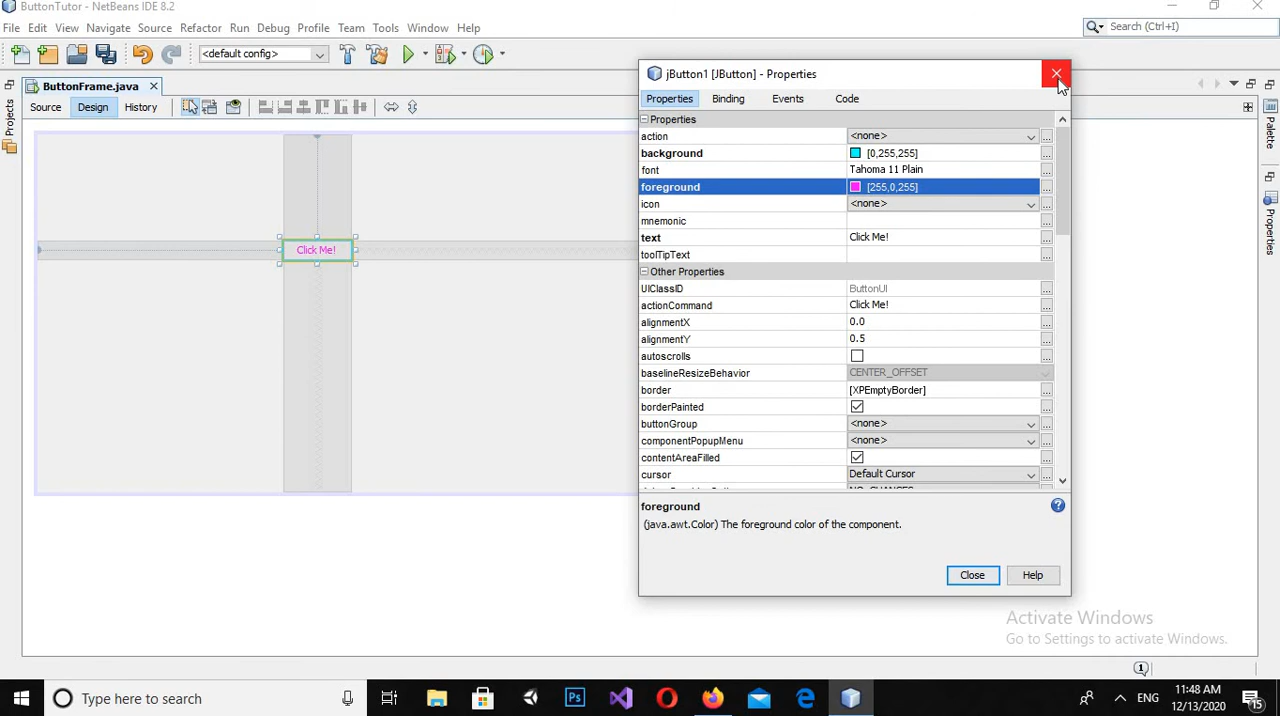 ButtonTutor - NetBeans IDE 8.2
File Edit View Navigate Source Refactor Run Debug Profile Team Tools Window Help
Search (Ctrl+I)
<default config>
ButtonFrame.java
Source Design History
Projects
Click Me!
jButton1 [JButton] - Properties
Properties Binding Events Code
Properties
action <none>
background [0,255,255]
font Tahoma 11 Plain
foreground [255,0,255]
icon <none>
mnemonic
text Click Me!
toolTipText
Other Properties
UIClassID ButtonUI
actionCommand Click Me!
alignmentX 0.0
alignmentY 0.5
autoscrolls
baselineResizeBehavior CENTER_OFFSET
border [XPEmptyBorder]
borderPainted
buttonGroup <none>
componentPopupMenu <none>
contentAreaFilled
cursor Default Cursor
foreground
(java.awt.Color) The foreground color of the component.
Close Help
Palette
Properties
Activate Windows
Go to Settings to activate Windows.
1
Type here to search
Ps
ENG
11:48 AM
12/13/2020
15